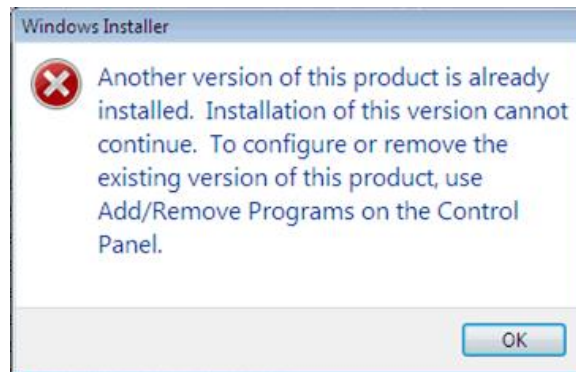 Windows Installer
Another version of this product is already
installed. Installation of this version cannot
continue. To configure or remove the
existing version of this product, use
Add/Remove Programs on the Control
Panel.
OK